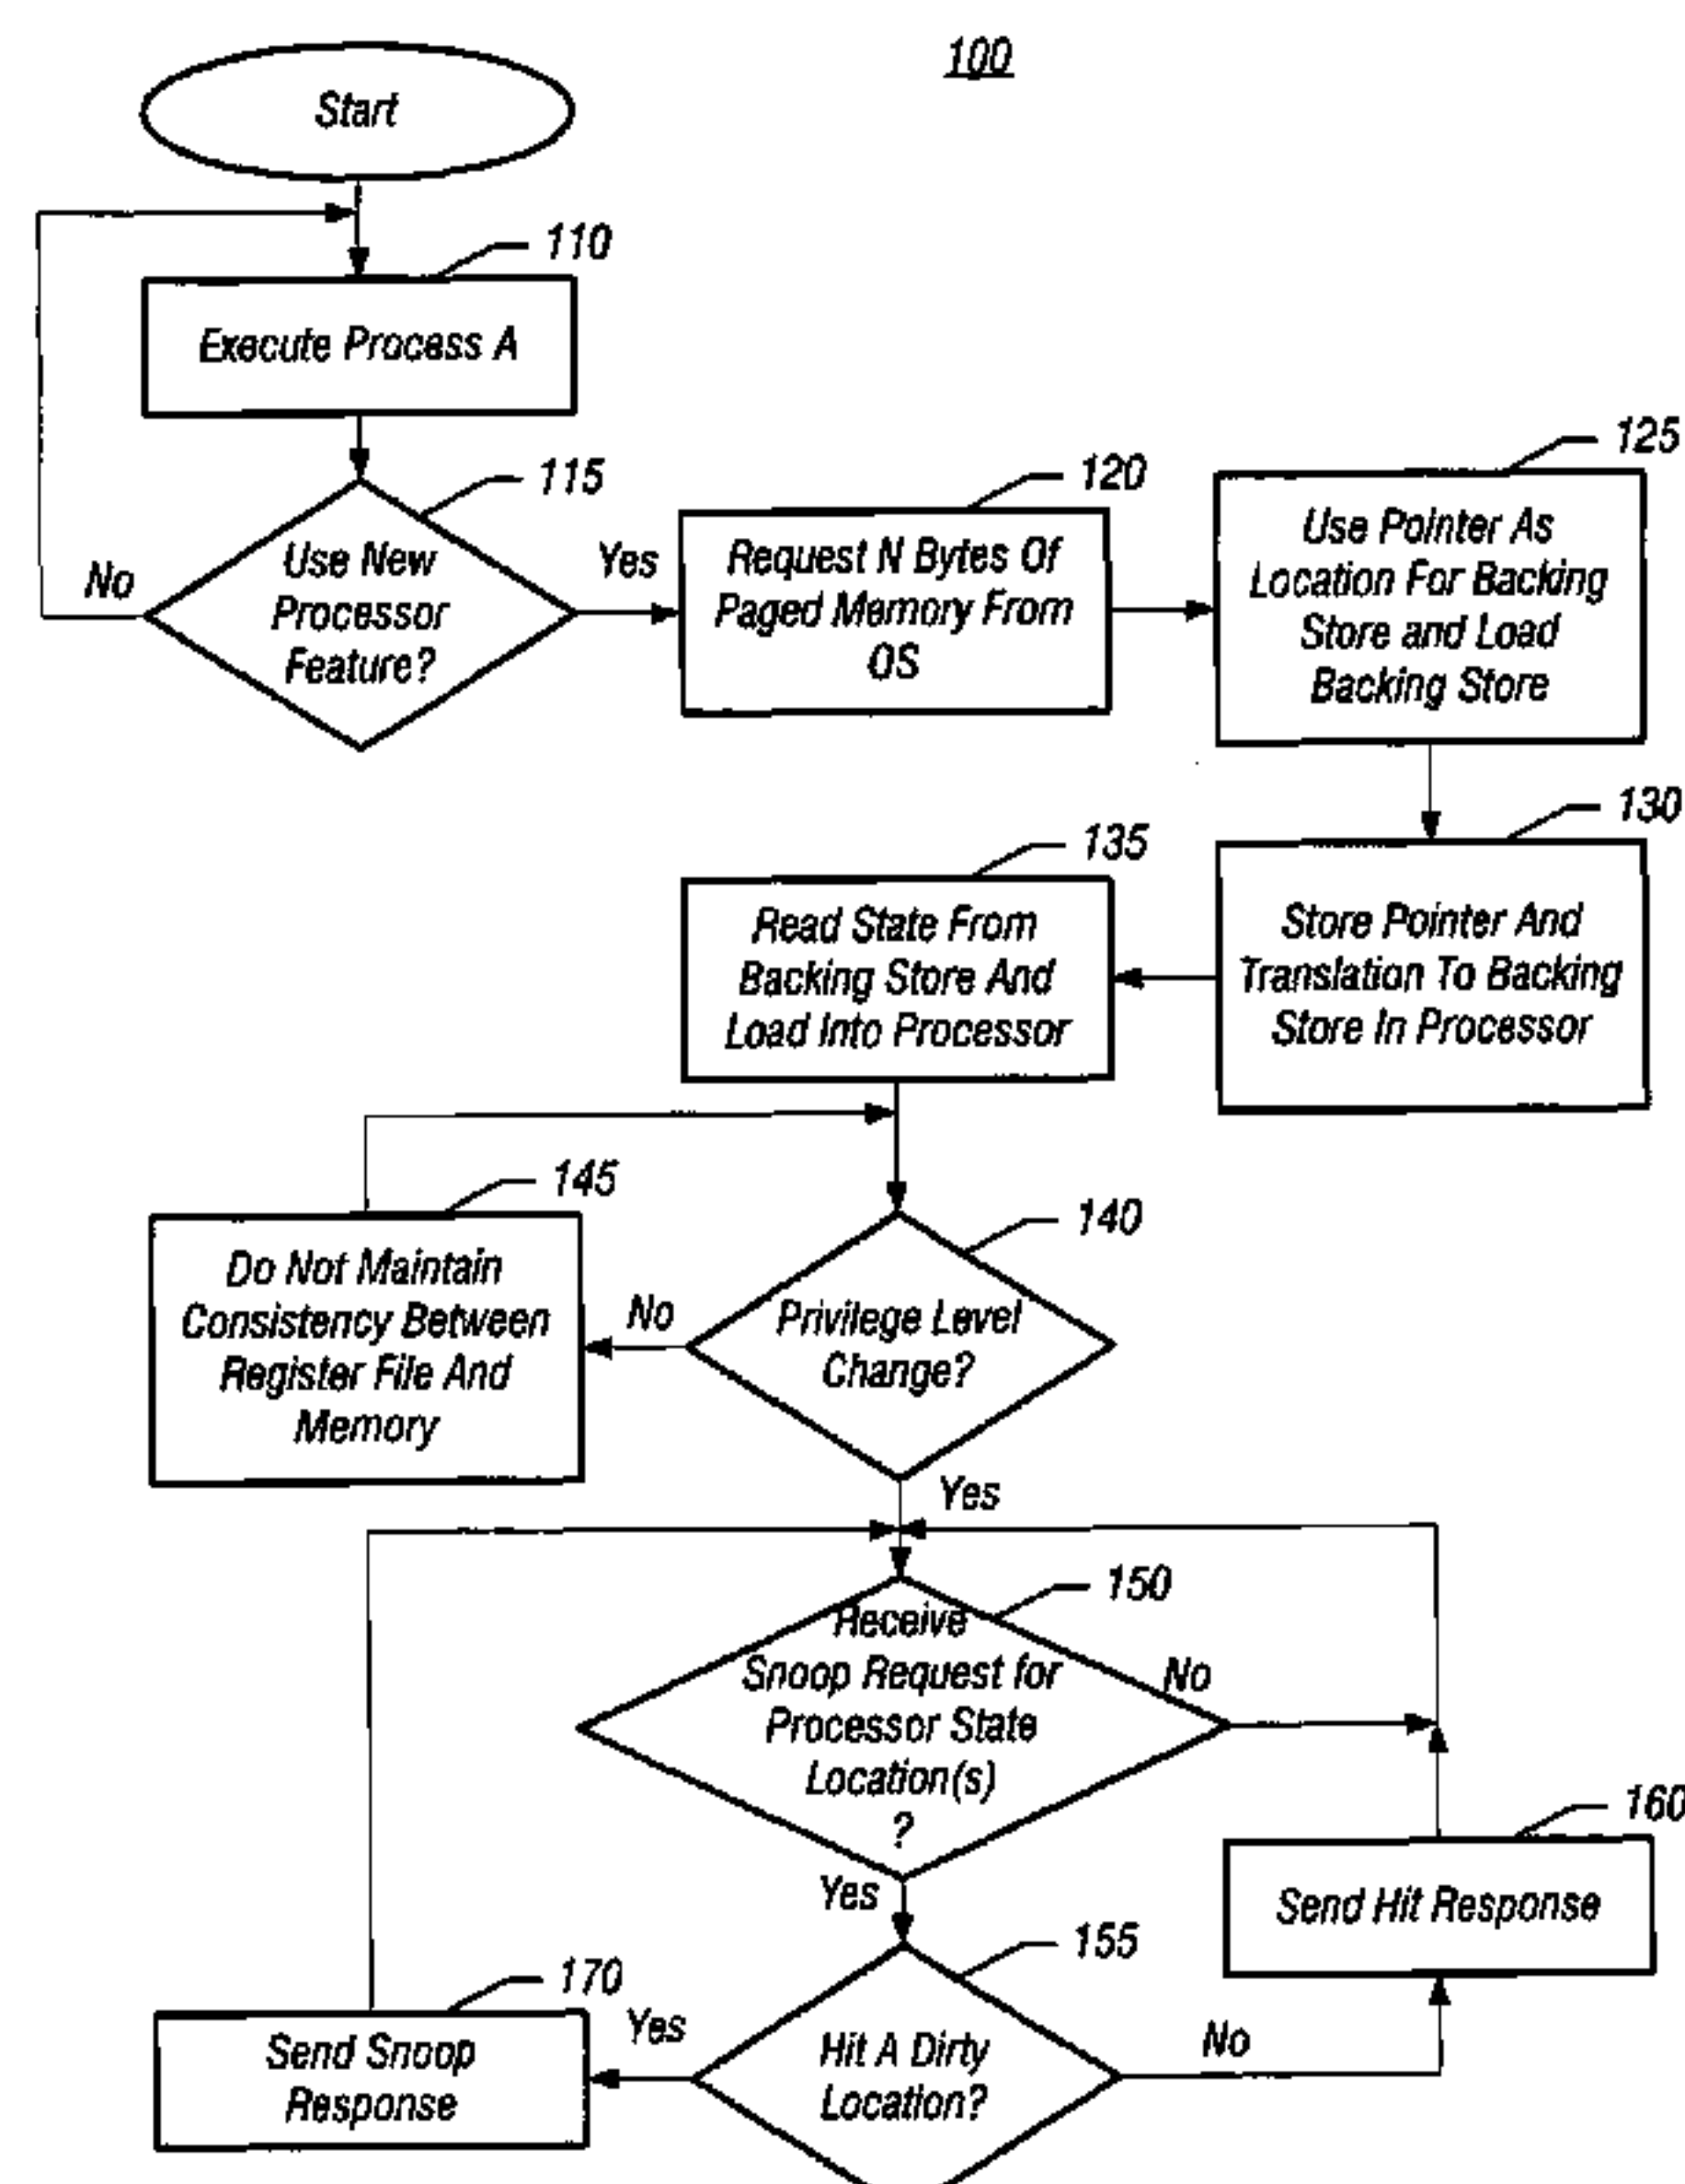 100
Start
110
Execute Process A
115
Use New
Processor
Feature?
No
Yes
120
Request N Bytes Of
Paged Memory From
OS
125
Use Pointer As
Location For Backing
Store and Load
Backing Store
130
Store Pointer And
Translation To Backing
Store In Processor
135
Read State From
Backing Store And
Load Into Processor
140
Privilege Level
Change?
No
145
Do Not Maintain
Consistency Between
Register File And
Memory
Yes
150
Receive
Snoop Request for
Processor State
Location(s)
?
No
Yes
155
Hit A Dirty
Location?
No
160
Send Hit Response
Yes
170
Send Snoop
Response